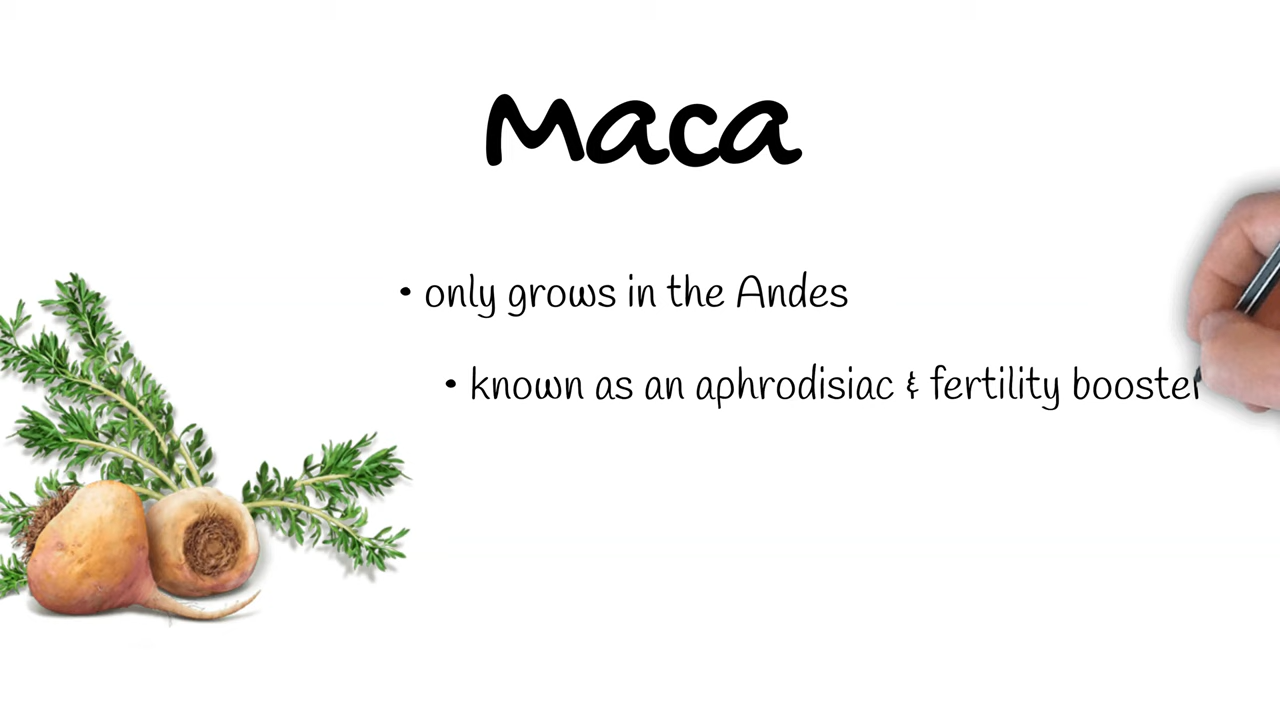 Maca
• only grows in the Andes
• known as an aphrodisiac & fertility booster